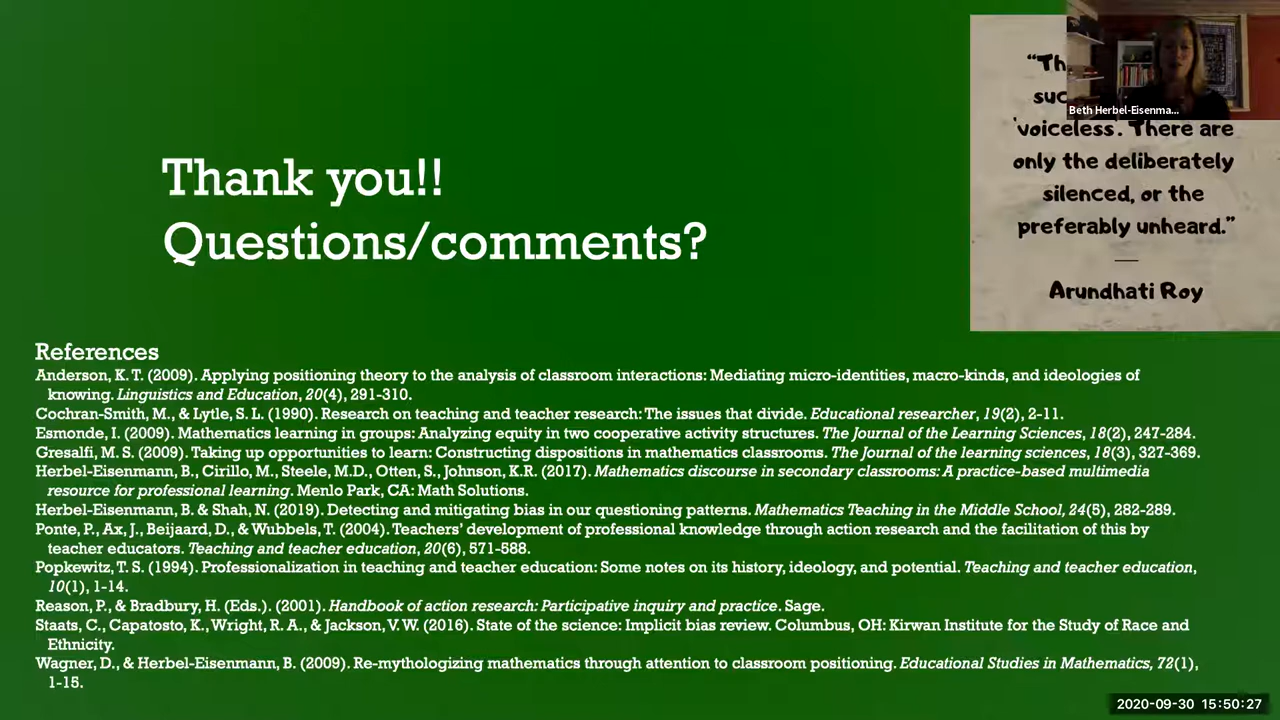 Thank you!!
Questions/comments?
“Th
suc
Beth Herbel-Eisenma...
'voiceless'. There are
only the deliberately
silenced, or the
preferably unheard.”
Arundhati Roy
References
Anderson, K. T. (2009). Applying positioning theory to the analysis of classroom interactions: Mediating micro-identities, macro-kinds, and ideologies of
knowing. Linguistics and Education, 20(4), 291-310.
Cochran-Smith, M., & Lytle, S. L. (1990). Research on teaching and teacher research: The issues that divide. Educational researcher, 19(2), 2-11.
Esmonde, I. (2009). Mathematics learning in groups: Analyzing equity in two cooperative activity structures. The Journal of the Learning Sciences, 18(2), 247-284.
Gresalfi, M. S. (2009). Taking up opportunities to learn: Constructing dispositions in mathematics classrooms. The Journal of the learning sciences, 18(3), 327-369.
Herbel-Eisenmann, B., Cirillo, M., Steele, M.D., Otten, S., Johnson, K.R. (2017). Mathematics discourse in secondary classrooms: A practice-based multimedia
resource for professional learning. Menlo Park, CA: Math Solutions.
Herbel-Eisenmann, B. & Shah, N. (2019). Detecting and mitigating bias in our questioning patterns. Mathematics Teaching in the Middle School, 24(5), 282-289.
Ponte, P., Ax, J., Beijaard, D., & Wubbels, T. (2004). Teachers’ development of professional knowledge through action research and the facilitation of this by
teacher educators. Teaching and teacher education, 20(6), 571-588.
Popkewitz, T. S. (1994). Professionalization in teaching and teacher education: Some notes on its history, ideology, and potential. Teaching and teacher education,
10(1), 1-14.
Reason, P., & Bradbury, H. (Eds.). (2001). Handbook of action research: Participative inquiry and practice. Sage.
Staats, C., Capatosto, K., Wright, R. A., & Jackson, V. W. (2016). State of the science: Implicit bias review. Columbus, OH: Kirwan Institute for the Study of Race and
Ethnicity.
Wagner, D., & Herbel-Eisenmann, B. (2009). Re-mythologizing mathematics through attention to classroom positioning. Educational Studies in Mathematics, 72(1),
1-15.
2020-09-30 15:50:27